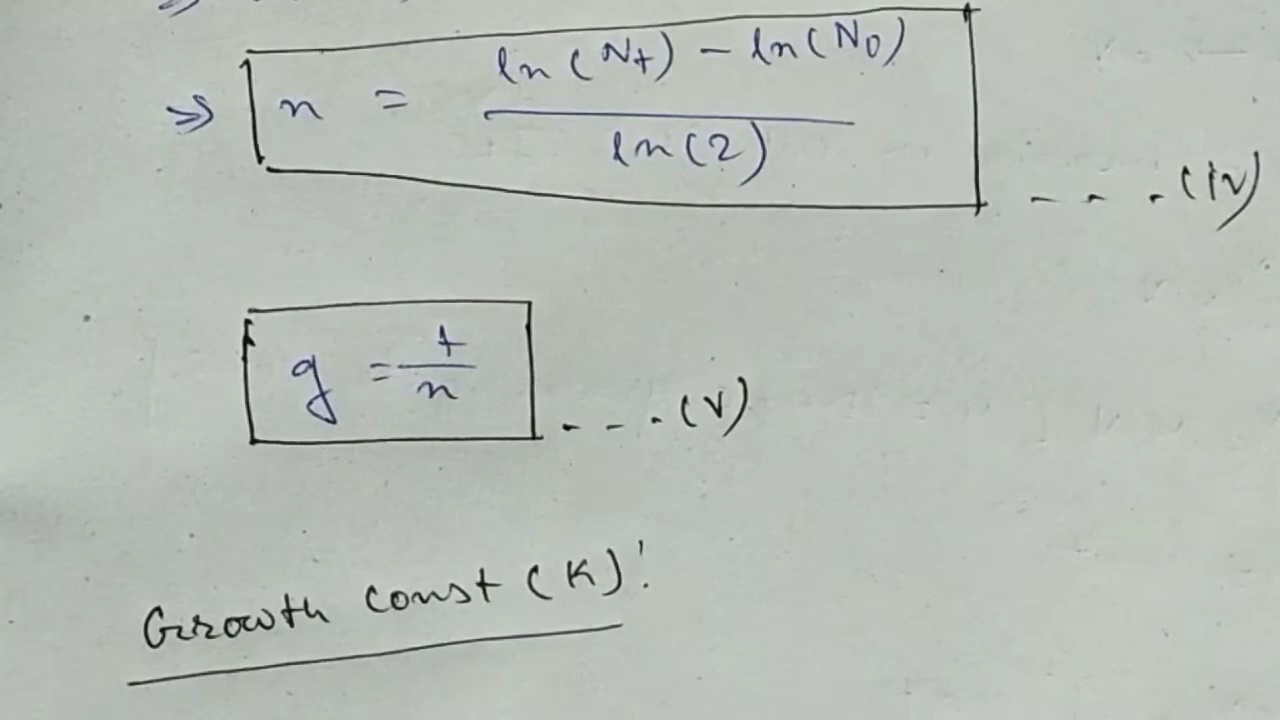 ⇒ n = ln(Nt) - ln(N0) / ln(2) - - - (iv)
g = t / n - - - (v)
Growth const (K):